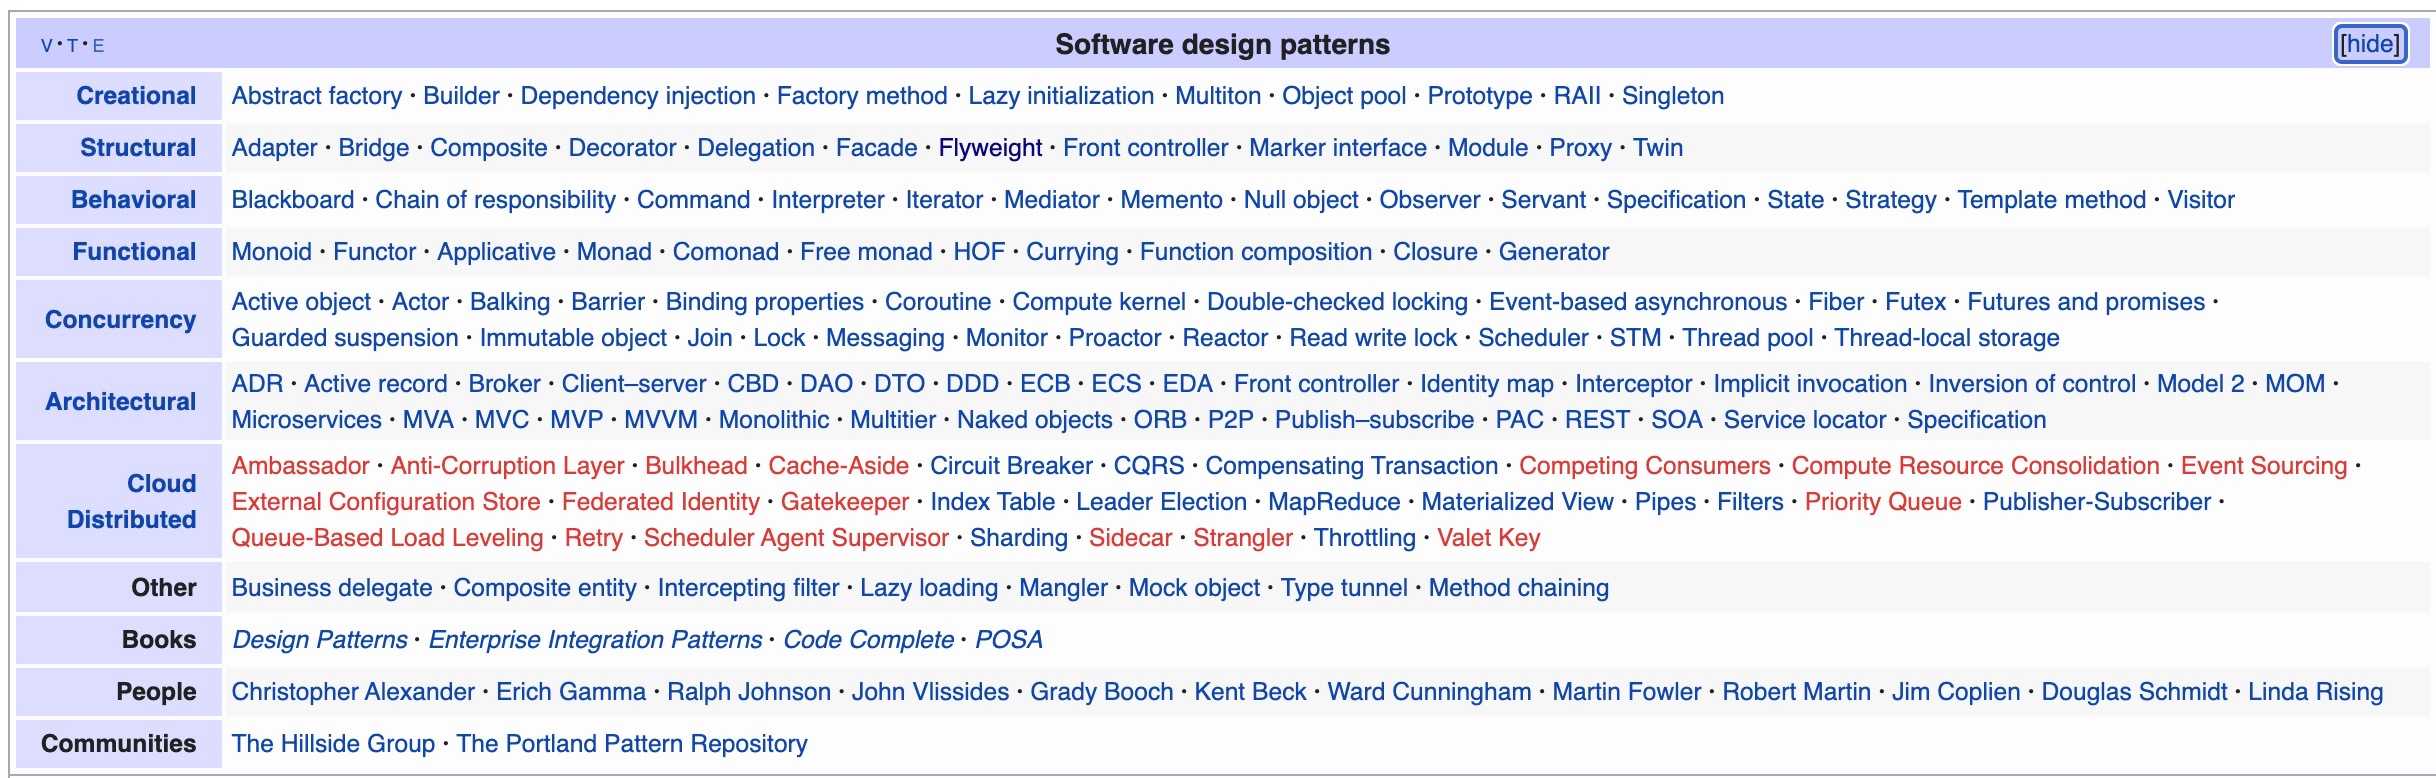 V · T · E
Software design patterns
[hide]
Creational
Abstract factory · Builder · Dependency injection · Factory method · Lazy initialization · Multiton · Object pool · Prototype · RAII · Singleton
Structural
Adapter · Bridge · Composite · Decorator · Delegation · Facade · Flyweight · Front controller · Marker interface · Module · Proxy · Twin
Behavioral
Blackboard · Chain of responsibility · Command · Interpreter · Iterator · Mediator · Memento · Null object · Observer · Servant · Specification · State · Strategy · Template method · Visitor
Functional
Monoid · Functor · Applicative · Monad · Comonad · Free monad · HOF · Currying · Function composition · Closure · Generator
Concurrency
Active object · Actor · Balking · Barrier · Binding properties · Coroutine · Compute kernel · Double-checked locking · Event-based asynchronous · Fiber · Futex · Futures and promises ·
Guarded suspension · Immutable object · Join · Lock · Messaging · Monitor · Proactor · Reactor · Read write lock · Scheduler · STM · Thread pool · Thread-local storage
Architectural
ADR · Active record · Broker · Client–server · CBD · DAO · DTO · DDD · ECB · ECS · EDA · Front controller · Identity map · Interceptor · Implicit invocation · Inversion of control · Model 2 · MOM ·
Microservices · MVA · MVC · MVP · MVVM · Monolithic · Multitier · Naked objects · ORB · P2P · Publish–subscribe · PAC · REST · SOA · Service locator · Specification
Cloud
Distributed
Ambassador · Anti-Corruption Layer · Bulkhead · Cache-Aside · Circuit Breaker · CQRS · Compensating Transaction · Competing Consumers · Compute Resource Consolidation · Event Sourcing ·
External Configuration Store · Federated Identity · Gatekeeper · Index Table · Leader Election · MapReduce · Materialized View · Pipes · Filters · Priority Queue · Publisher-Subscriber ·
Queue-Based Load Leveling · Retry · Scheduler Agent Supervisor · Sharding · Sidecar · Strangler · Throttling · Valet Key
Other
Business delegate · Composite entity · Intercepting filter · Lazy loading · Mangler · Mock object · Type tunnel · Method chaining
Books
Design Patterns · Enterprise Integration Patterns · Code Complete · POSA
People
Christopher Alexander · Erich Gamma · Ralph Johnson · John Vlissides · Grady Booch · Kent Beck · Ward Cunningham · Martin Fowler · Robert Martin · Jim Coplien · Douglas Schmidt · Linda Rising
Communities
The Hillside Group · The Portland Pattern Repository